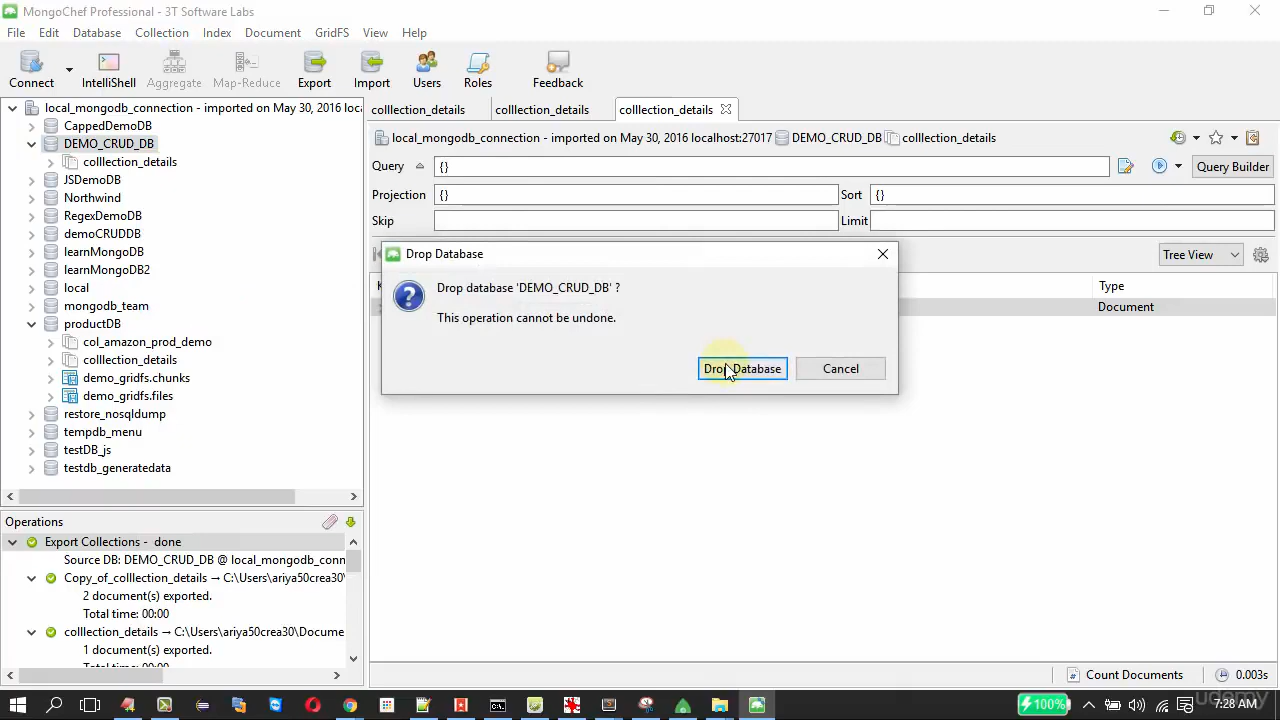 MongoChef Professional - 3T Software Labs
File Edit Database Collection Index Document GridFS View Help
Connect IntelliShell Aggregate Map-Reduce Export Import Users Roles Feedback
local_mongodb_connection - imported on May 30, 2016 loca
CappedDemoDB
DEMO_CRUD_DB
colllection_details
JSDemoDB
Northwind
RegexDemoDB
demoCRUDDB
learnMongoDB
learnMongoDB2
local
mongodb_team
productDB
col_amazon_prod_demo
colllection_details
demo_gridfs.chunks
demo_gridfs.files
restore_nosqldump
tempdb_menu
testDB_js
testdb_generatedata
Operations
Export Collections - done
Source DB: DEMO_CRUD_DB @ local_mongodb_conn
Copy_of_colllection_details → C:\Users\ariya50crea30\
2 document(s) exported.
Total time: 00:00
colllection_details → C:\Users\ariya50crea30\Docume
1 document(s) exported.
Total time: 00:00
colllection_details colllection_details colllection_details
local_mongodb_connection - imported on May 30, 2016 localhost:27017 DEMO_CRUD_DB colllection_details
Query {} Query Builder
Projection {} Sort {}
Skip Limit
Tree View
Type
Document
Drop Database
Drop database 'DEMO_CRUD_DB' ?
This operation cannot be undone.
Drop Database Cancel
Count Documents 0.003s
100% 7:28 AM
udemy